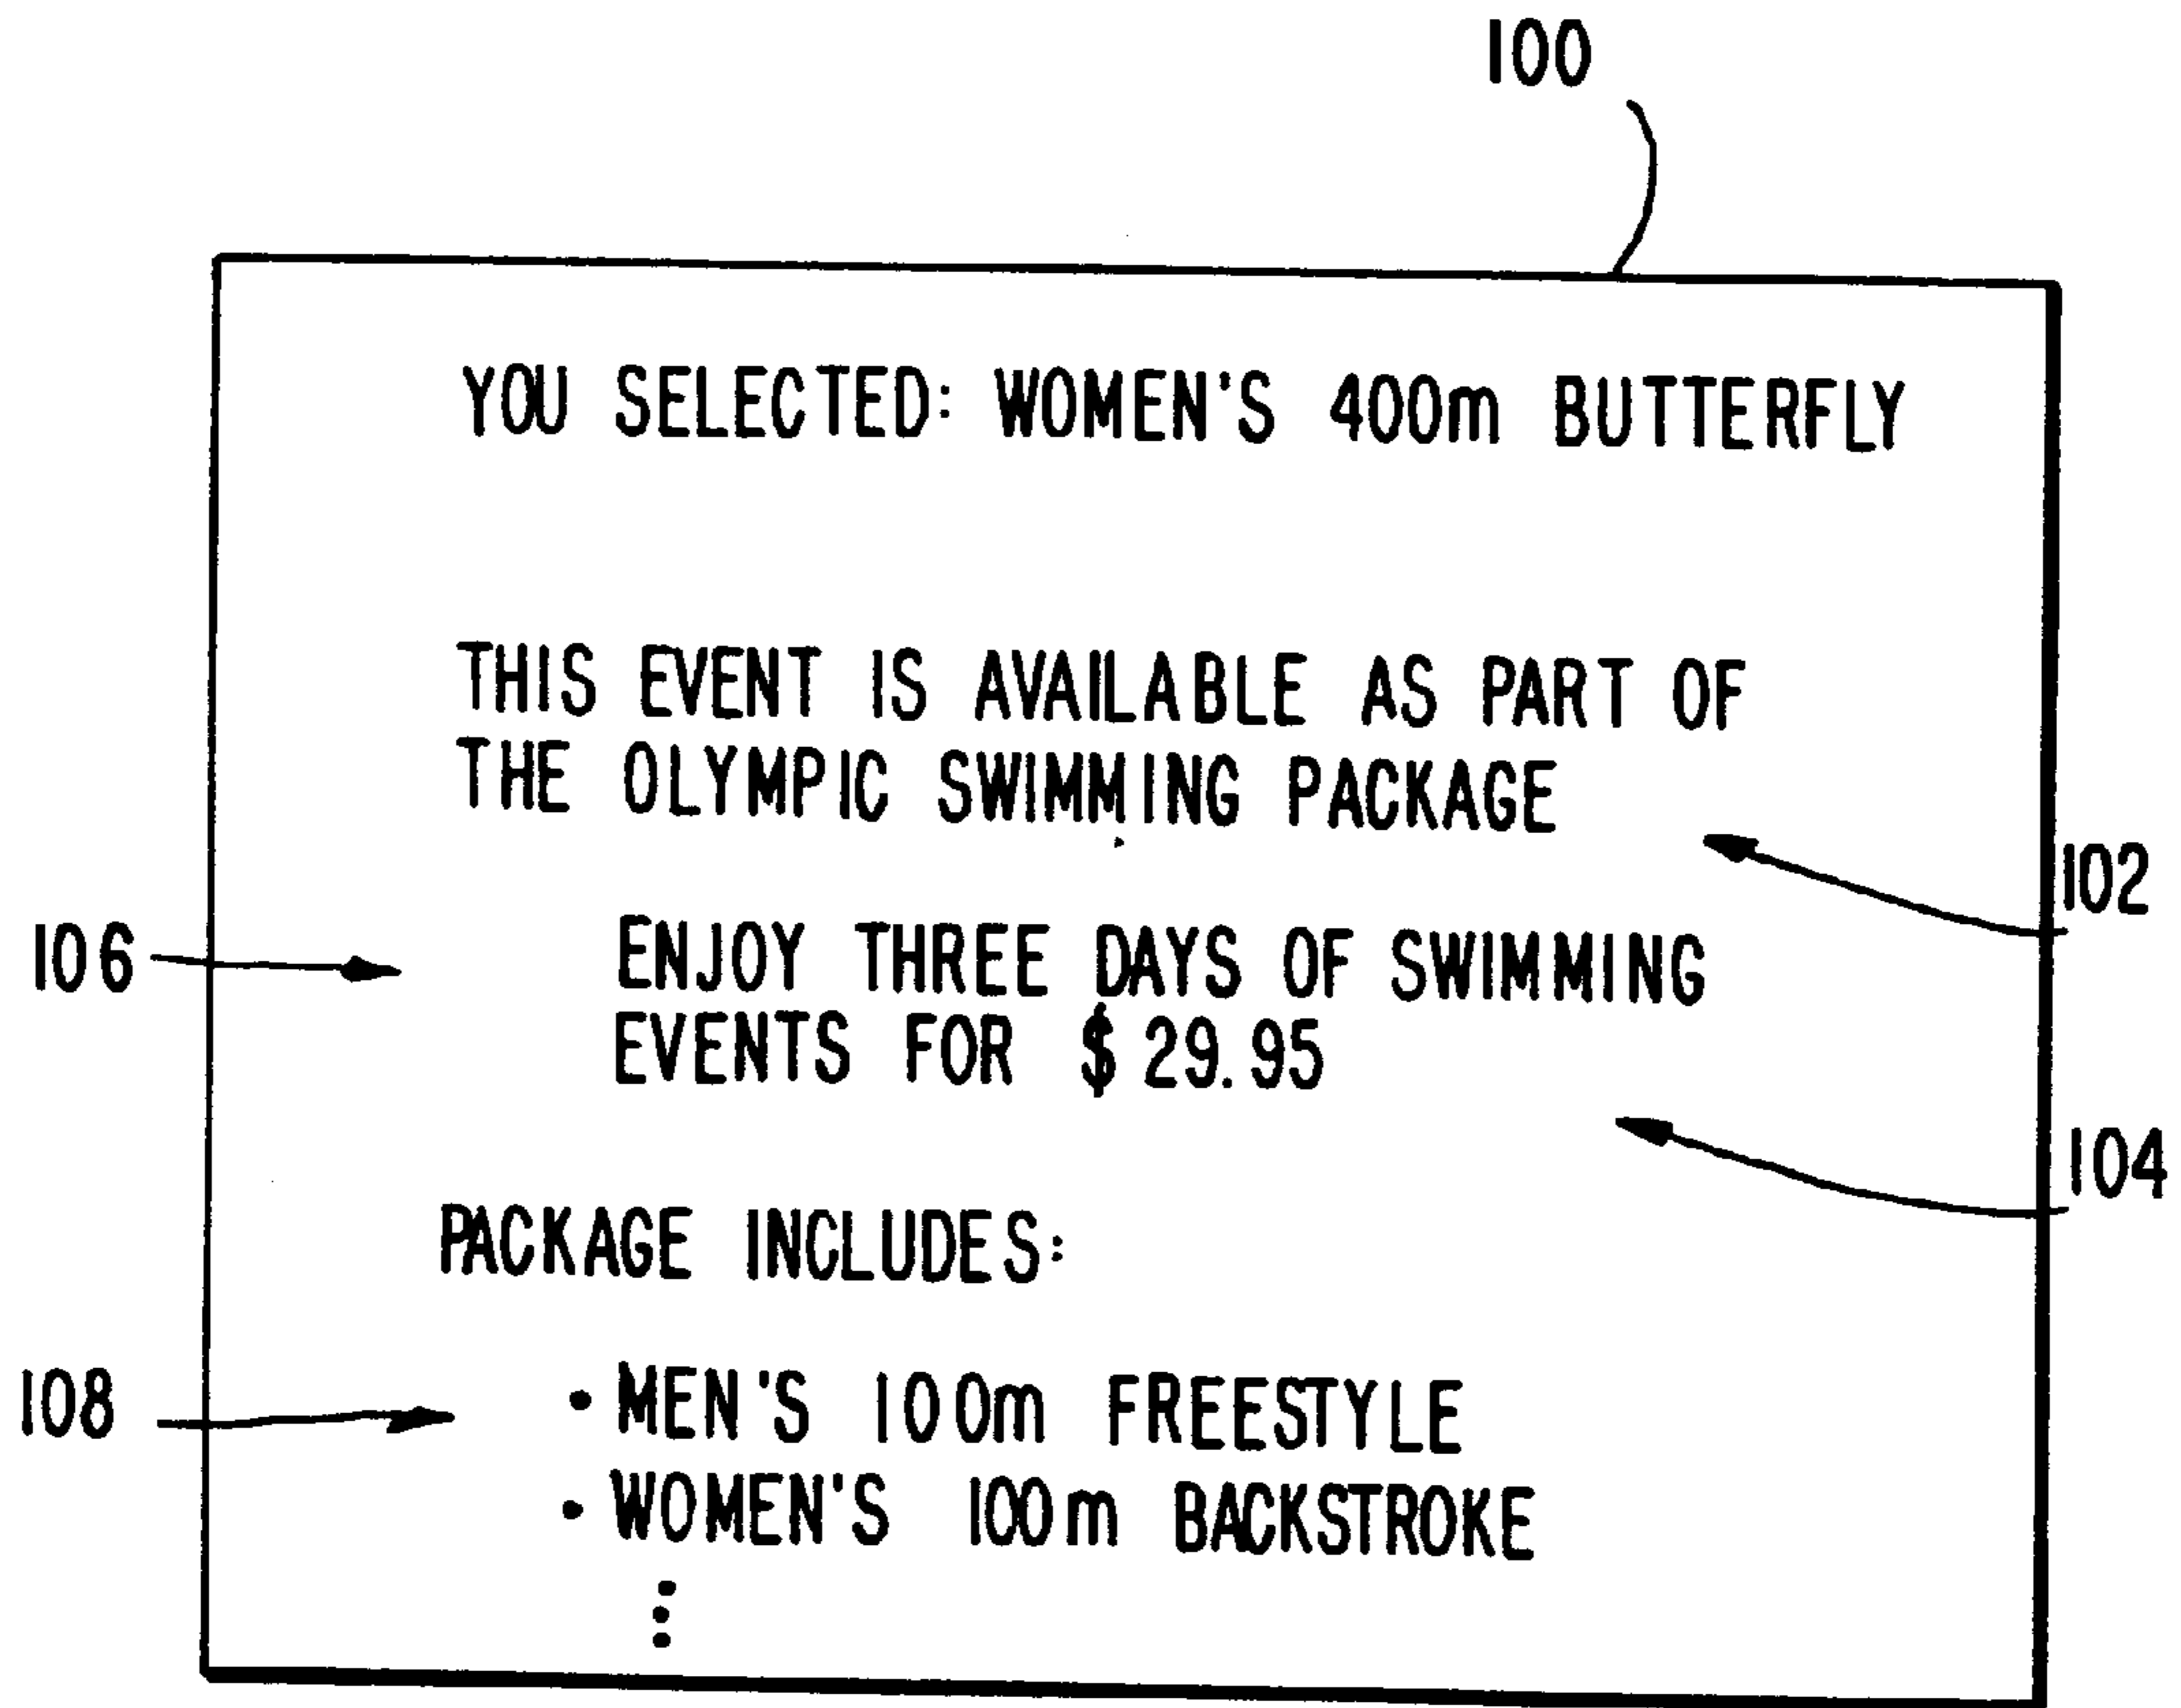 100
YOU SELECTED: WOMEN'S 400m BUTTERFLY
THIS EVENT IS AVAILABLE AS PART OF
THE OLYMPIC SWIMMING PACKAGE
102
106
ENJOY THREE DAYS OF SWIMMING
EVENTS FOR $29.95
104
PACKAGE INCLUDES:
108
• MEN'S 100m FREESTYLE
• WOMEN'S 100m BACKSTROKE